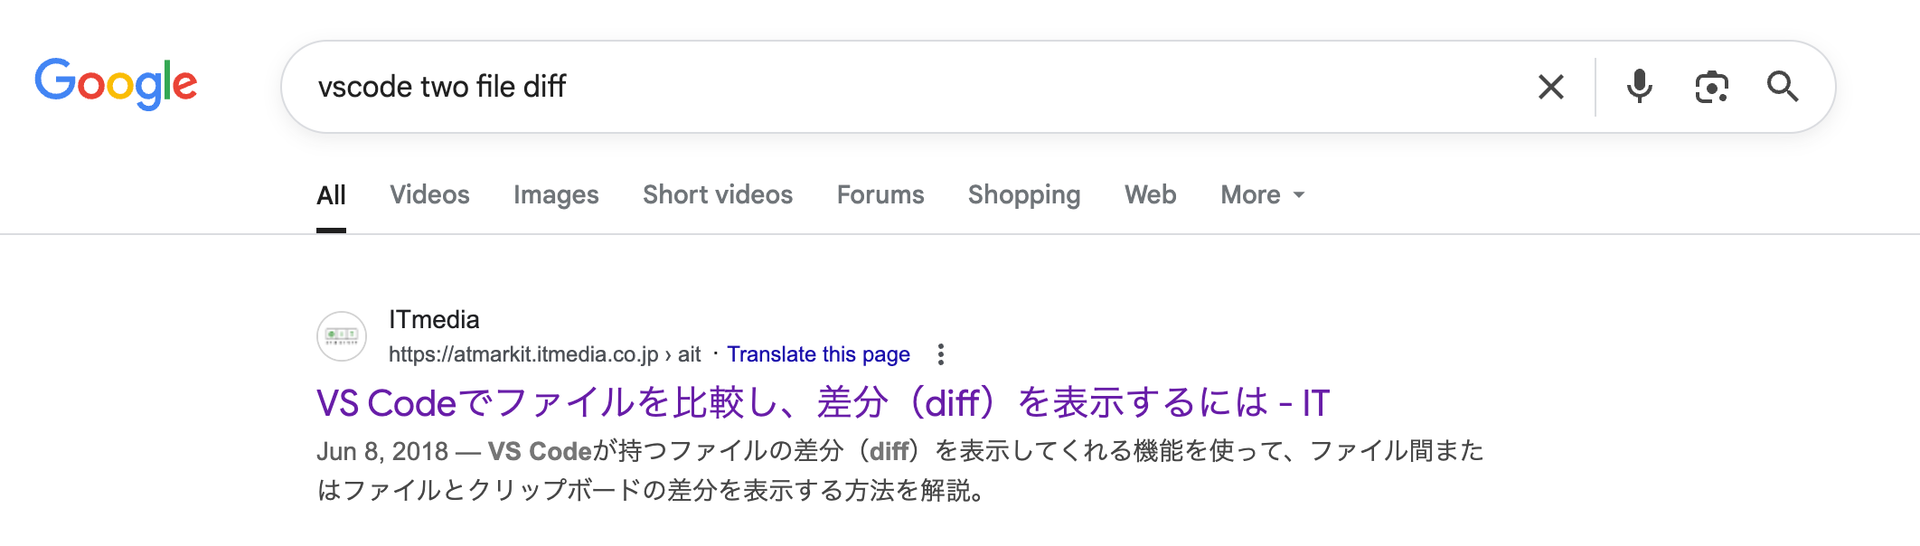 Google
vscode two file diff
All Videos Images Short videos Forums Shopping Web More
ITmedia
https://atmarkit.itmedia.co.jp › ait · Translate this page
VS Codeでファイルを比較し、差分（diff）を表示するには - IT
Jun 8, 2018 — VS Codeが持つファイルの差分（diff）を表示してくれる機能を使って、ファイル間また
はファイルとクリップボードの差分を表示する方法を解説。